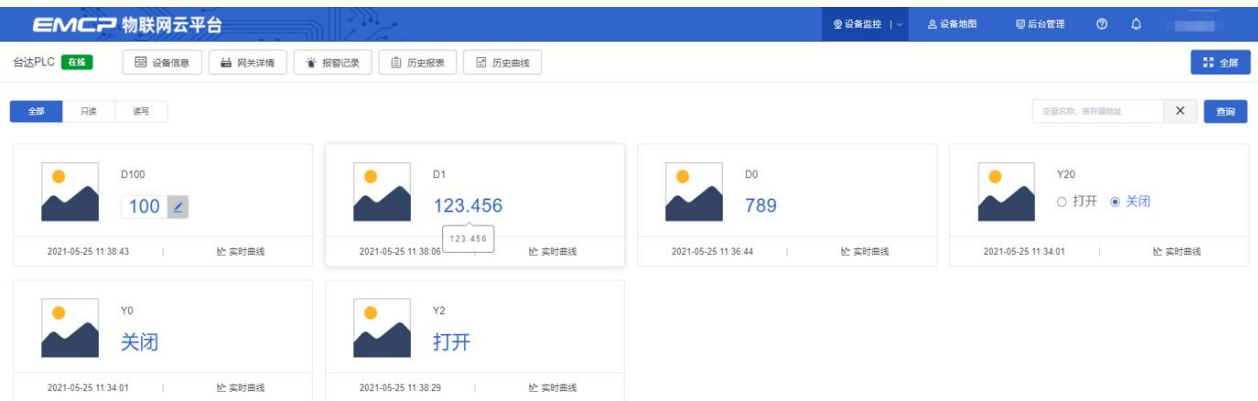 EMCP 物联网云平台 设备监控 设备地图 后台管理
台达PLC 在线 设备信息 网关详情 报警记录 历史报表 历史曲线 全屏
全部 只读 读写 变量名称、寄存器地址 查询
D100
100
2021-05-25 11:38:43 实时曲线
D1
123.456
123.456
2021-05-25 11:38:06 实时曲线
D0
789
2021-05-25 11:36:44 实时曲线
Y20
打开 关闭
2021-05-25 11:34:01 实时曲线
Y0
关闭
2021-05-25 11:34:01 实时曲线
Y2
打开
2021-05-25 11:38:29 实时曲线